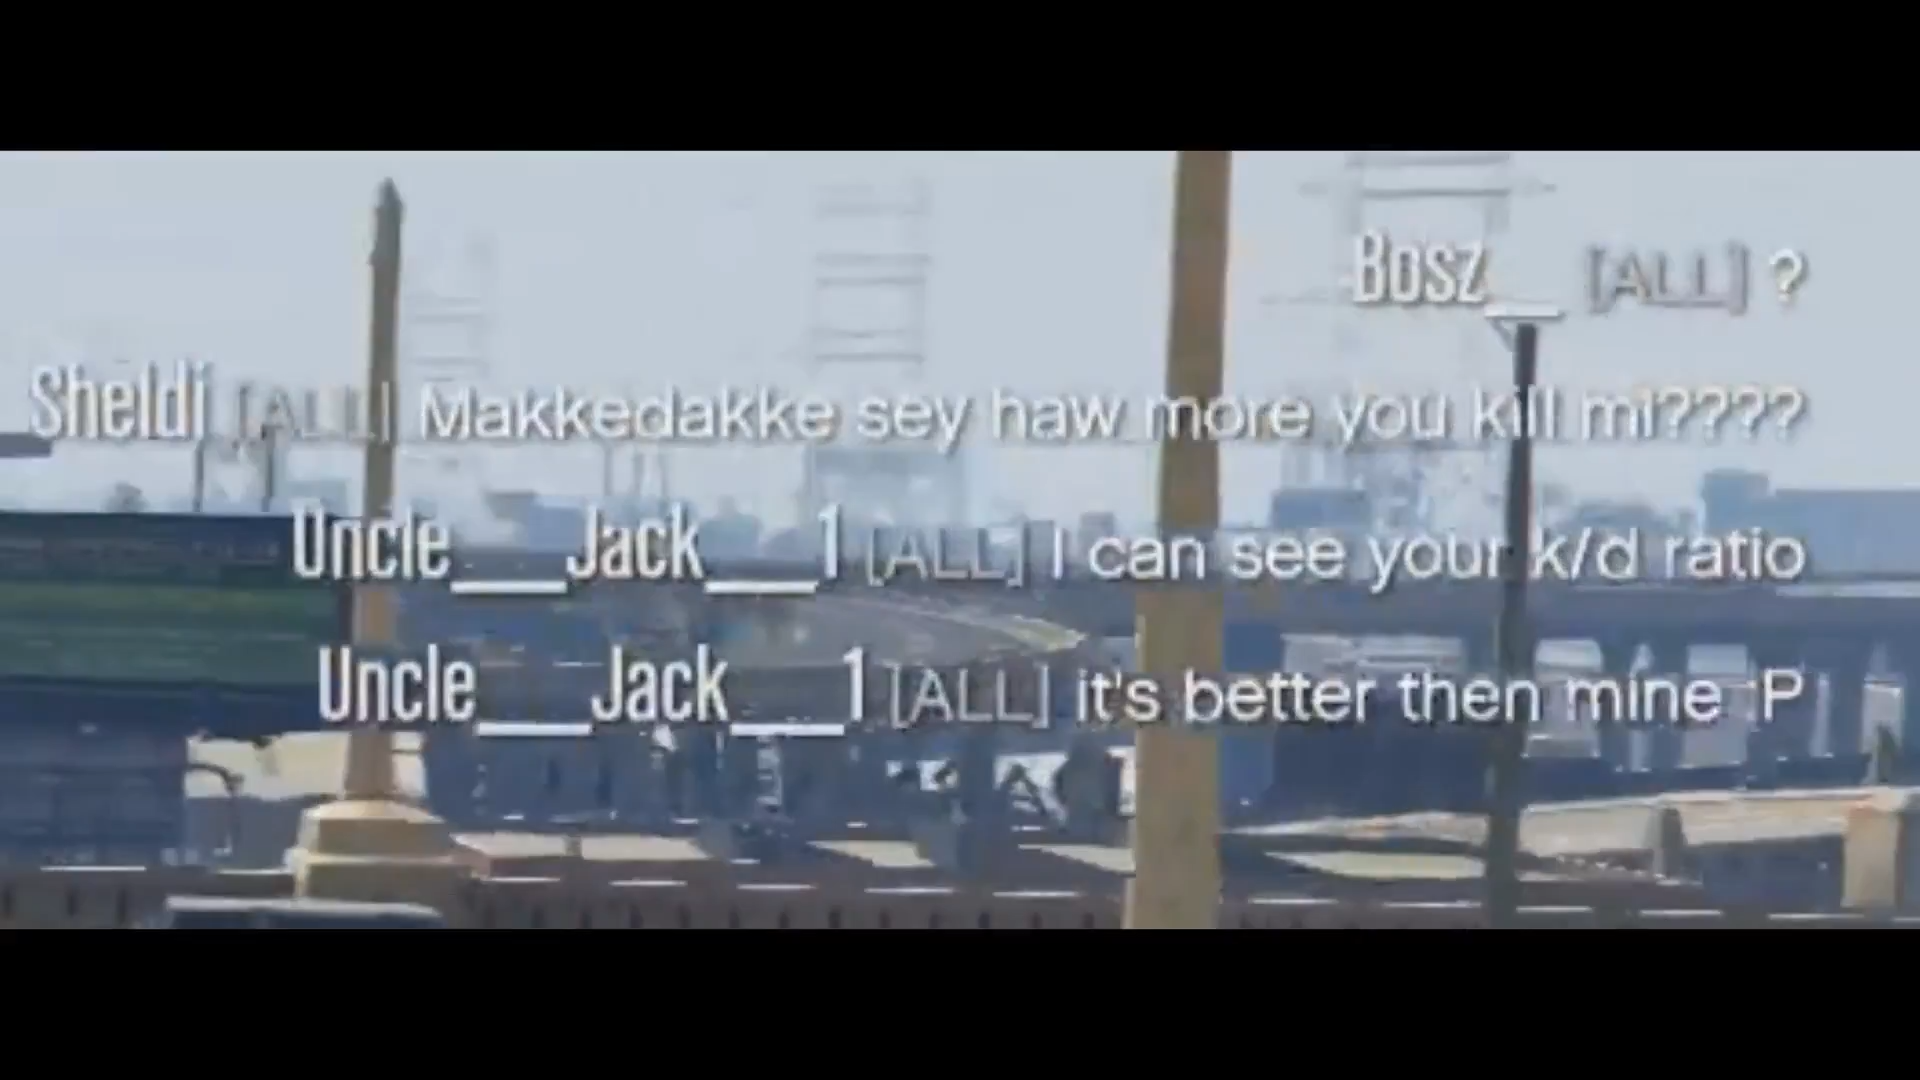 Bosz__ [ALL] ?
Sheldi [ALL] Makkedakke sey haw more you kill mi????
Uncle__Jack__1 [ALL] I can see your k/d ratio
Uncle__Jack__1 [ALL] it's better then mine :P